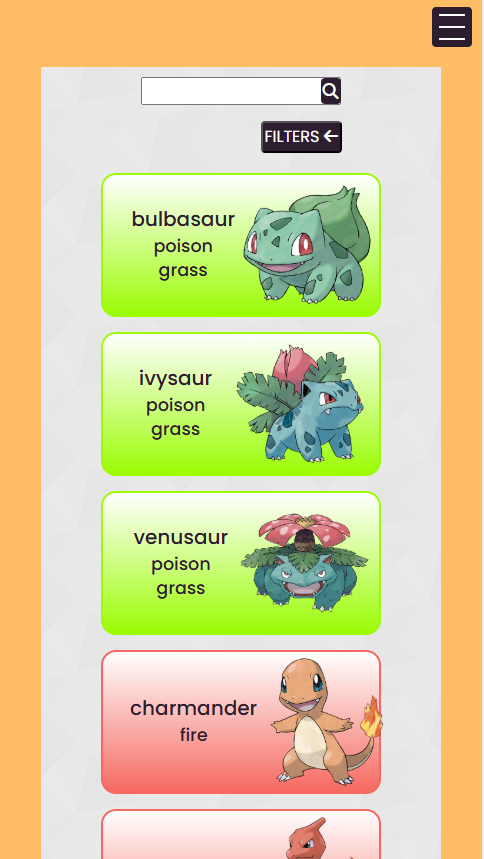 FILTERS
bulbasaur
poison
grass
ivysaur
poison
grass
venusaur
poison
grass
charmander
fire